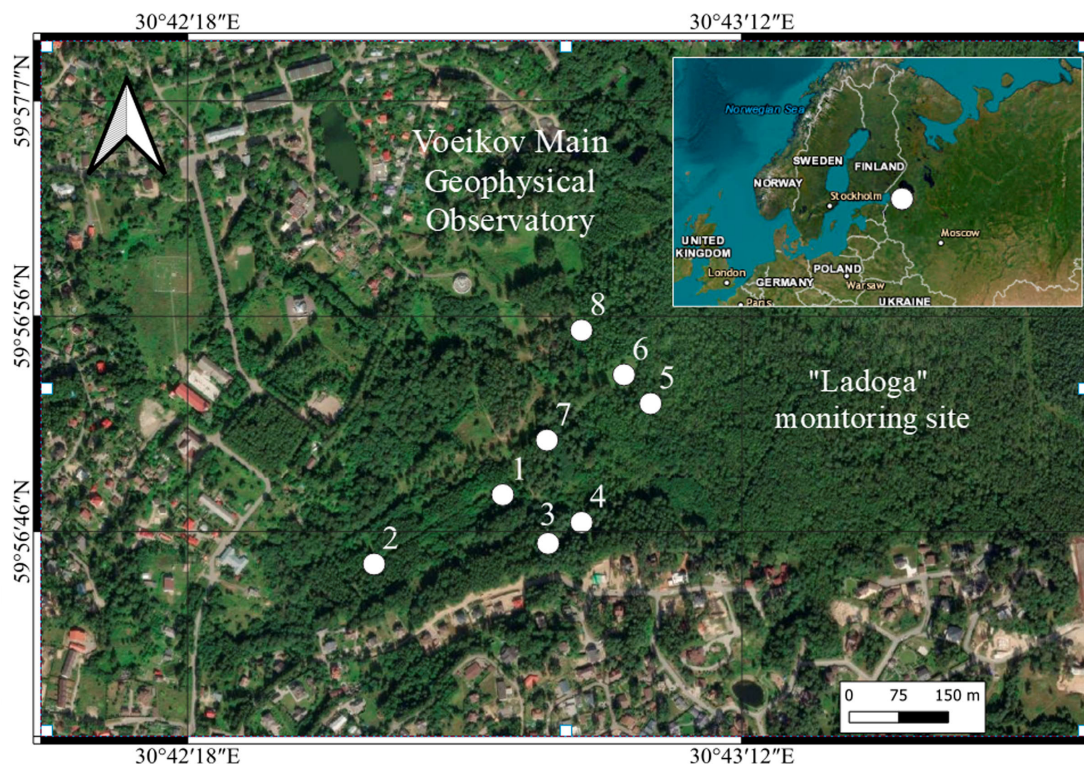 30°42′18″E
30°43′12″E
59°57′7″N
59°56′56″N
59°56′46″N
Voeikov Main
Geophysical
Observatory
Norwegian Sea
SWEDEN
FINLAND
NORWAY
Stockholm
Moscow
UNITED
KINGDOM
London
POLAND
GERMANY
Warsaw
Paris
UKRAINE
8
6
5
"Ladoga"
monitoring site
7
1
4
3
2
0 75 150 m
30°42′18″E
30°43′12″E